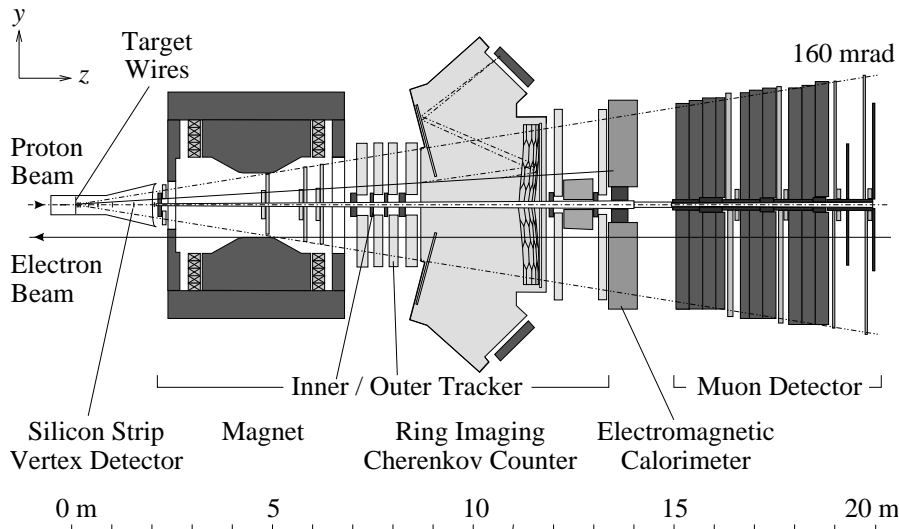 y
z
Target
Wires
160 mrad
Proton
Beam
Electron
Beam
Inner / Outer Tracker
Muon Detector
Silicon Strip
Vertex Detector
Magnet
Ring Imaging
Cherenkov Counter
Electromagnetic
Calorimeter
0 m
5
10
15
20 m